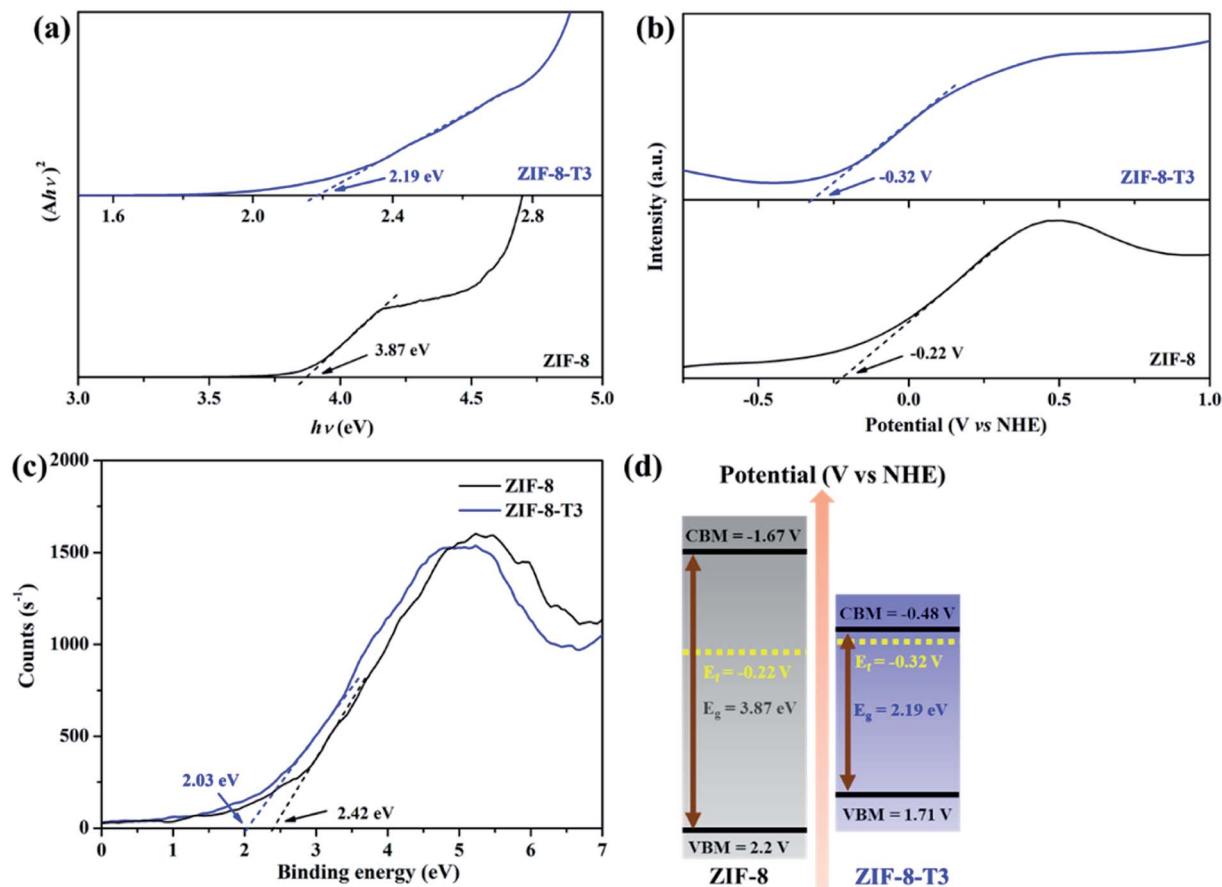 (a)
(Ahν)²
2.19 eV
ZIF-8-T3
1.6 2.0 2.4 2.8
3.87 eV
ZIF-8
3.0 3.5 4.0 4.5 5.0
hν (eV)
(b)
Intensity (a.u.)
-0.32 V
ZIF-8-T3
-0.22 V
ZIF-8
-0.5 0.0 0.5 1.0
Potential (V vs NHE)
(c)
Counts (s⁻¹)
2000
1500
1000
500
0
ZIF-8
ZIF-8-T3
2.03 eV
2.42 eV
0 1 2 3 4 5 6 7
Binding energy (eV)
(d)
Potential (V vs NHE)
CBM = -1.67 V
Ef = -0.22 V
Eg = 3.87 eV
VBM = 2.2 V
ZIF-8
CBM = -0.48 V
Ef = -0.32 V
Eg = 2.19 eV
VBM = 1.71 V
ZIF-8-T3